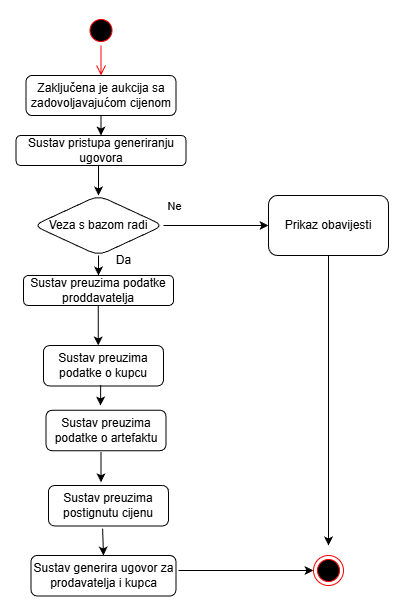 Zaključena je aukcija sa
zadovoljavajućom cijenom
Sustav pristupa generiranju
ugovora
Ne
Veza s bazom radi
Prikaz obavijesti
Da
Sustav preuzima podatke
proddavatelja
Sustav preuzima
podatke o kupcu
Sustav preuzima
podatke o artefaktu
Sustav preuzima
postignutu cijenu
Sustav generira ugovor za
prodavatelja i kupca